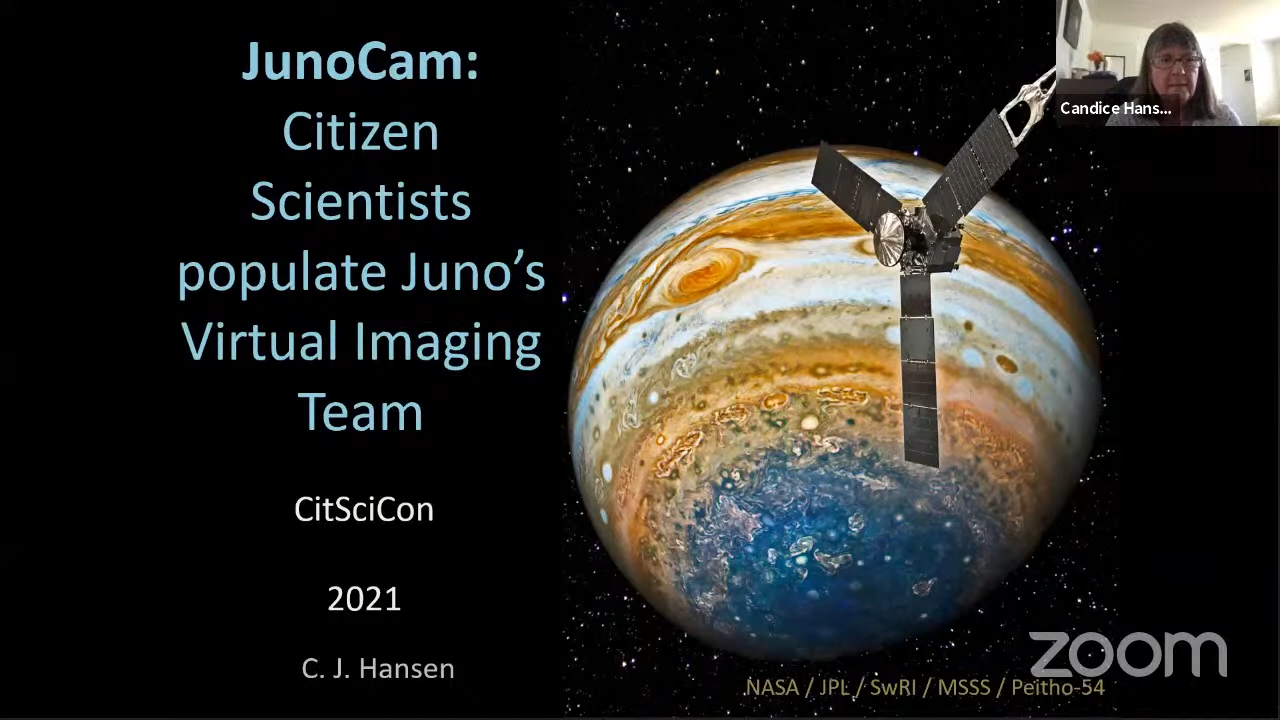 JunoCam:
Citizen
Scientists
populate Juno’s
Virtual Imaging
Team
CitSciCon
2021
C. J. Hansen
Candice Hans...
zoom
NASA / JPL / SwRI / MSSS / Peitho-54